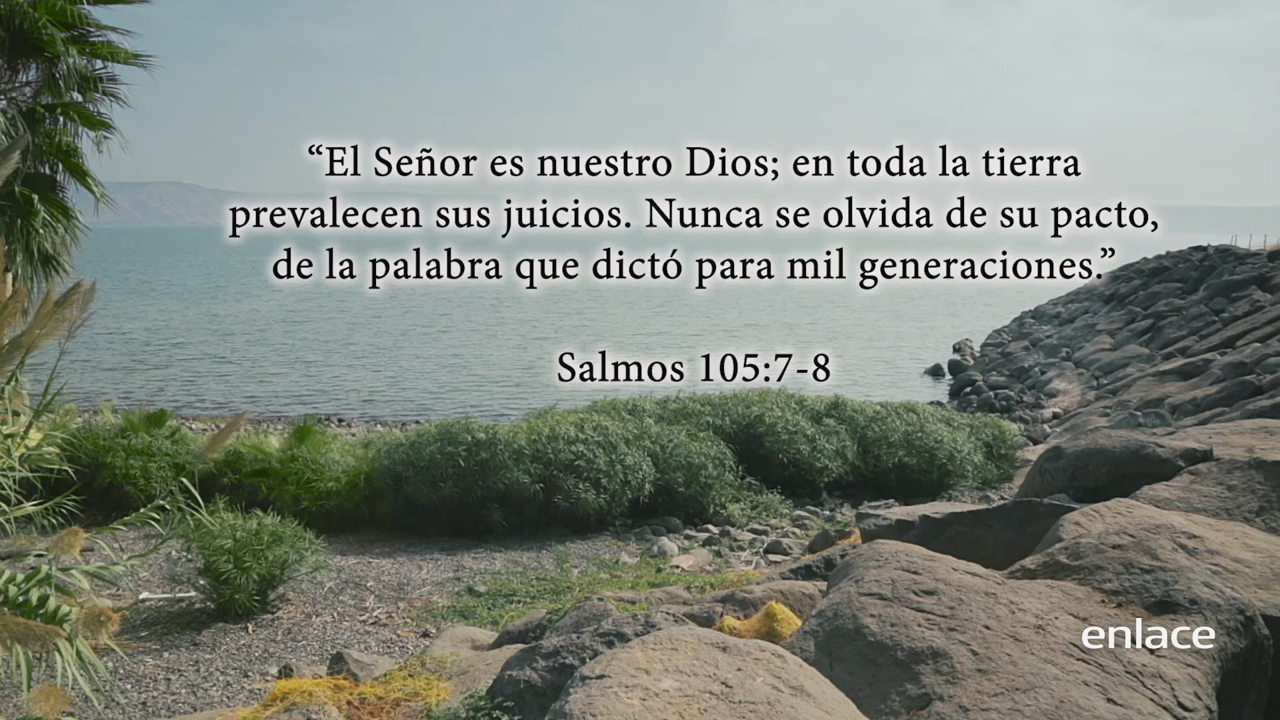 “El Señor es nuestro Dios; en toda la tierra
prevalecen sus juicios. Nunca se olvida de su pacto,
de la palabra que dictó para mil generaciones.”
Salmos 105:7-8
enlace